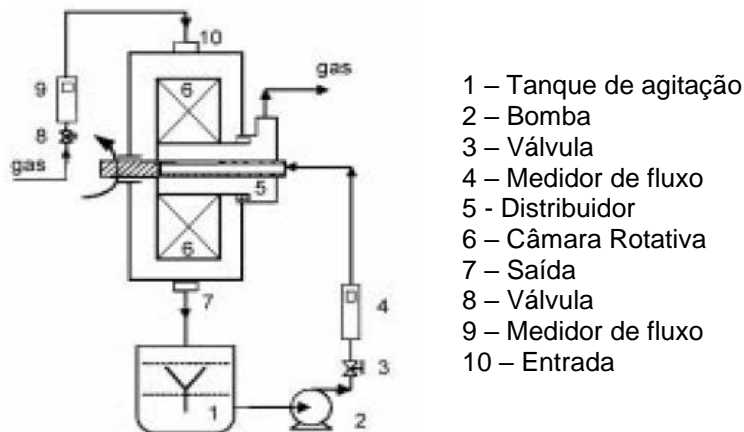 10
gas
9
6
8
gas
5
6
7
4
3
1
2
1 – Tanque de agitação
2 – Bomba
3 – Válvula
4 – Medidor de fluxo
5 - Distribuidor
6 – Câmara Rotativa
7 – Saída
8 – Válvula
9 – Medidor de fluxo
10 – Entrada